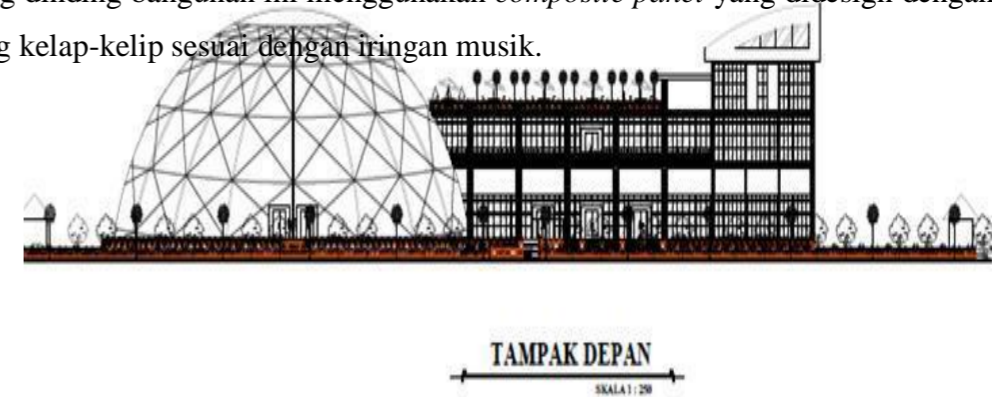 g dinding bangunan ini menggunakan composite panel yang didesign dengan
g kelap-kelip sesuai dengan iringan musik.
TAMPAK DEPAN
SKALA 1 : 250